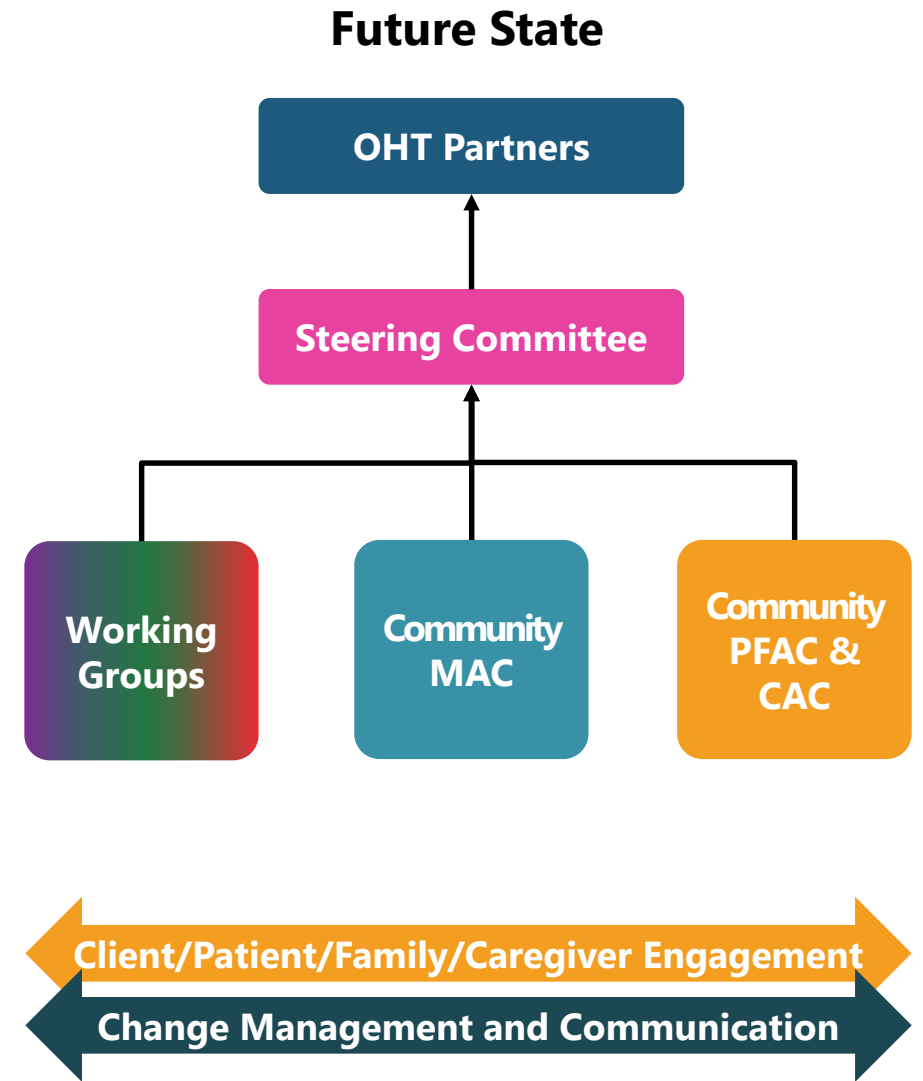 Future State
OHT Partners
Steering Committee
Working
Groups
Community
MAC
Community
PFAC &
CAC
Client/Patient/Family/Caregiver Engagement
Change Management and Communication